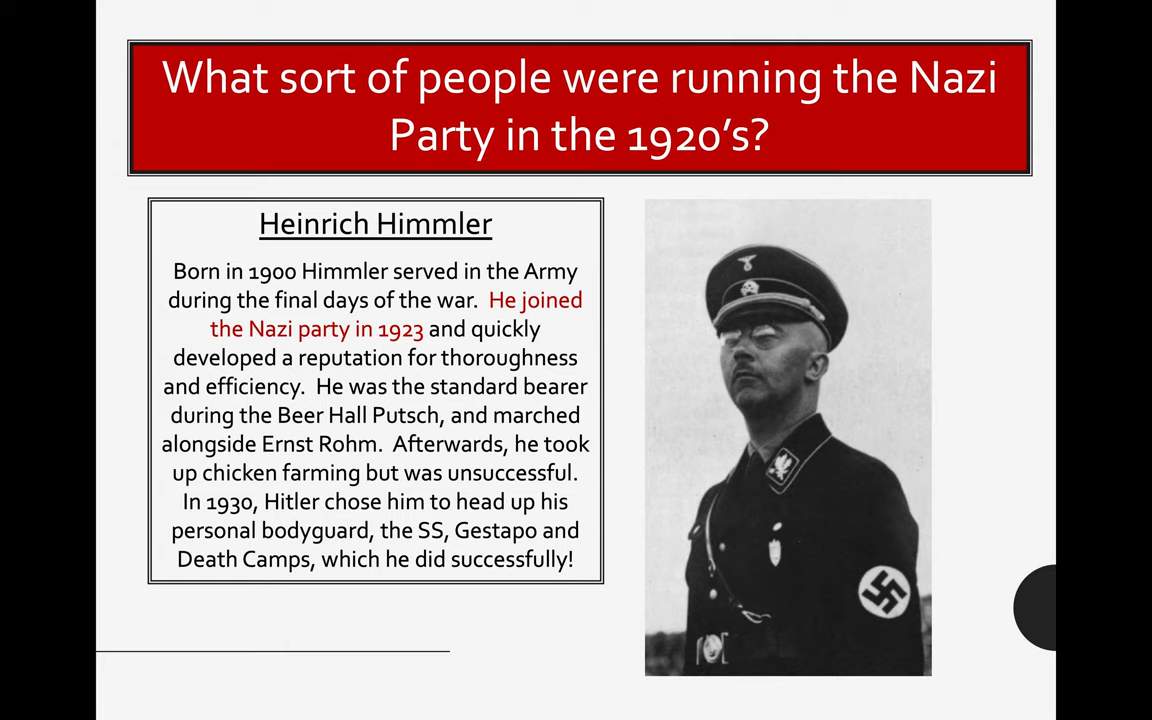 What sort of people were running the Nazi
Party in the 1920's?
Heinrich Himmler
Born in 1900 Himmler served in the Army
during the final days of the war. He joined
the Nazi party in 1923 and quickly
developed a reputation for thoroughness
and efficiency. He was the standard bearer
during the Beer Hall Putsch, and marched
alongside Ernst Rohm. Afterwards, he took
up chicken farming but was unsuccessful.
In 1930, Hitler chose him to head up his
personal bodyguard, the SS, Gestapo and
Death Camps, which he did successfully!